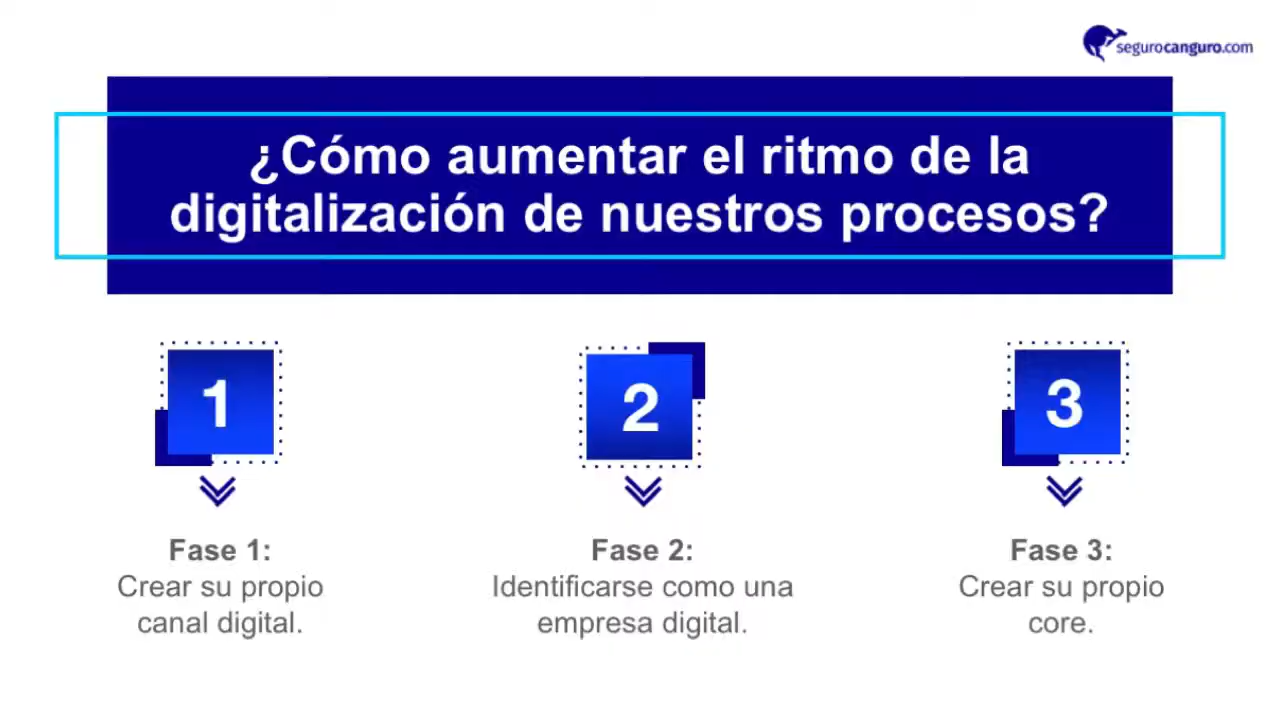 segurocanguro.com
¿Cómo aumentar el ritmo de la
digitalización de nuestros procesos?
1
2
3
Fase 1:
Crear su propio
canal digital.
Fase 2:
Identificarse como una
empresa digital.
Fase 3:
Crear su propio
core.